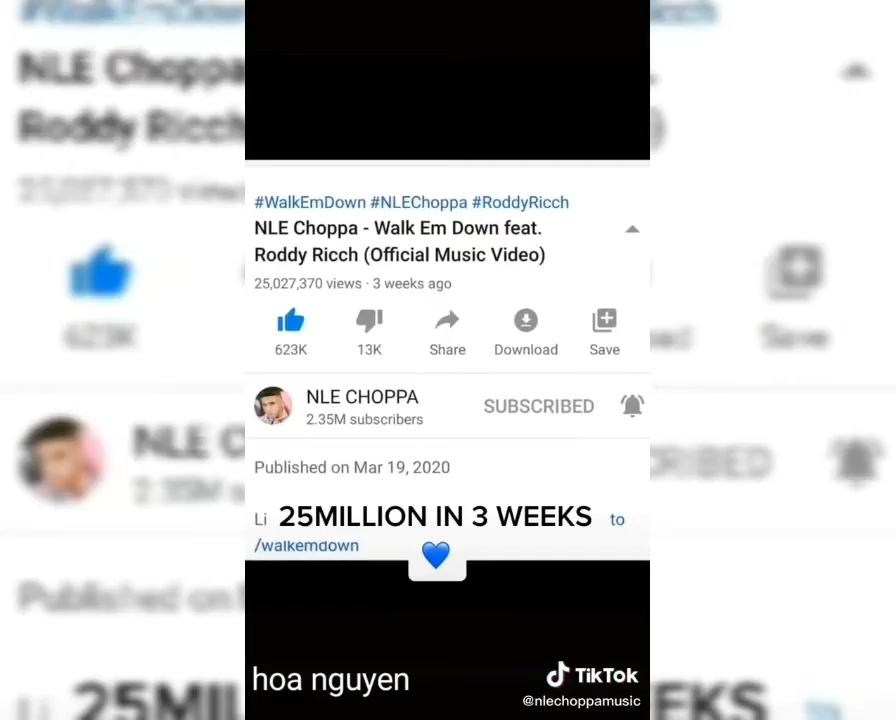 #WalkEmDown #NLEChoppa #RoddyRicch
NLE Choppa - Walk Em Down feat.
Roddy Ricch (Official Music Video)
25,027,370 views · 3 weeks ago
623K
13K
Share
Download
Save
NLE CHOPPA
2.35M subscribers
SUBSCRIBED
Published on Mar 19, 2020
Li 25MILLION IN 3 WEEKS to
/walkemdown
hoa nguyen
TikTok
@nlechoppamusic